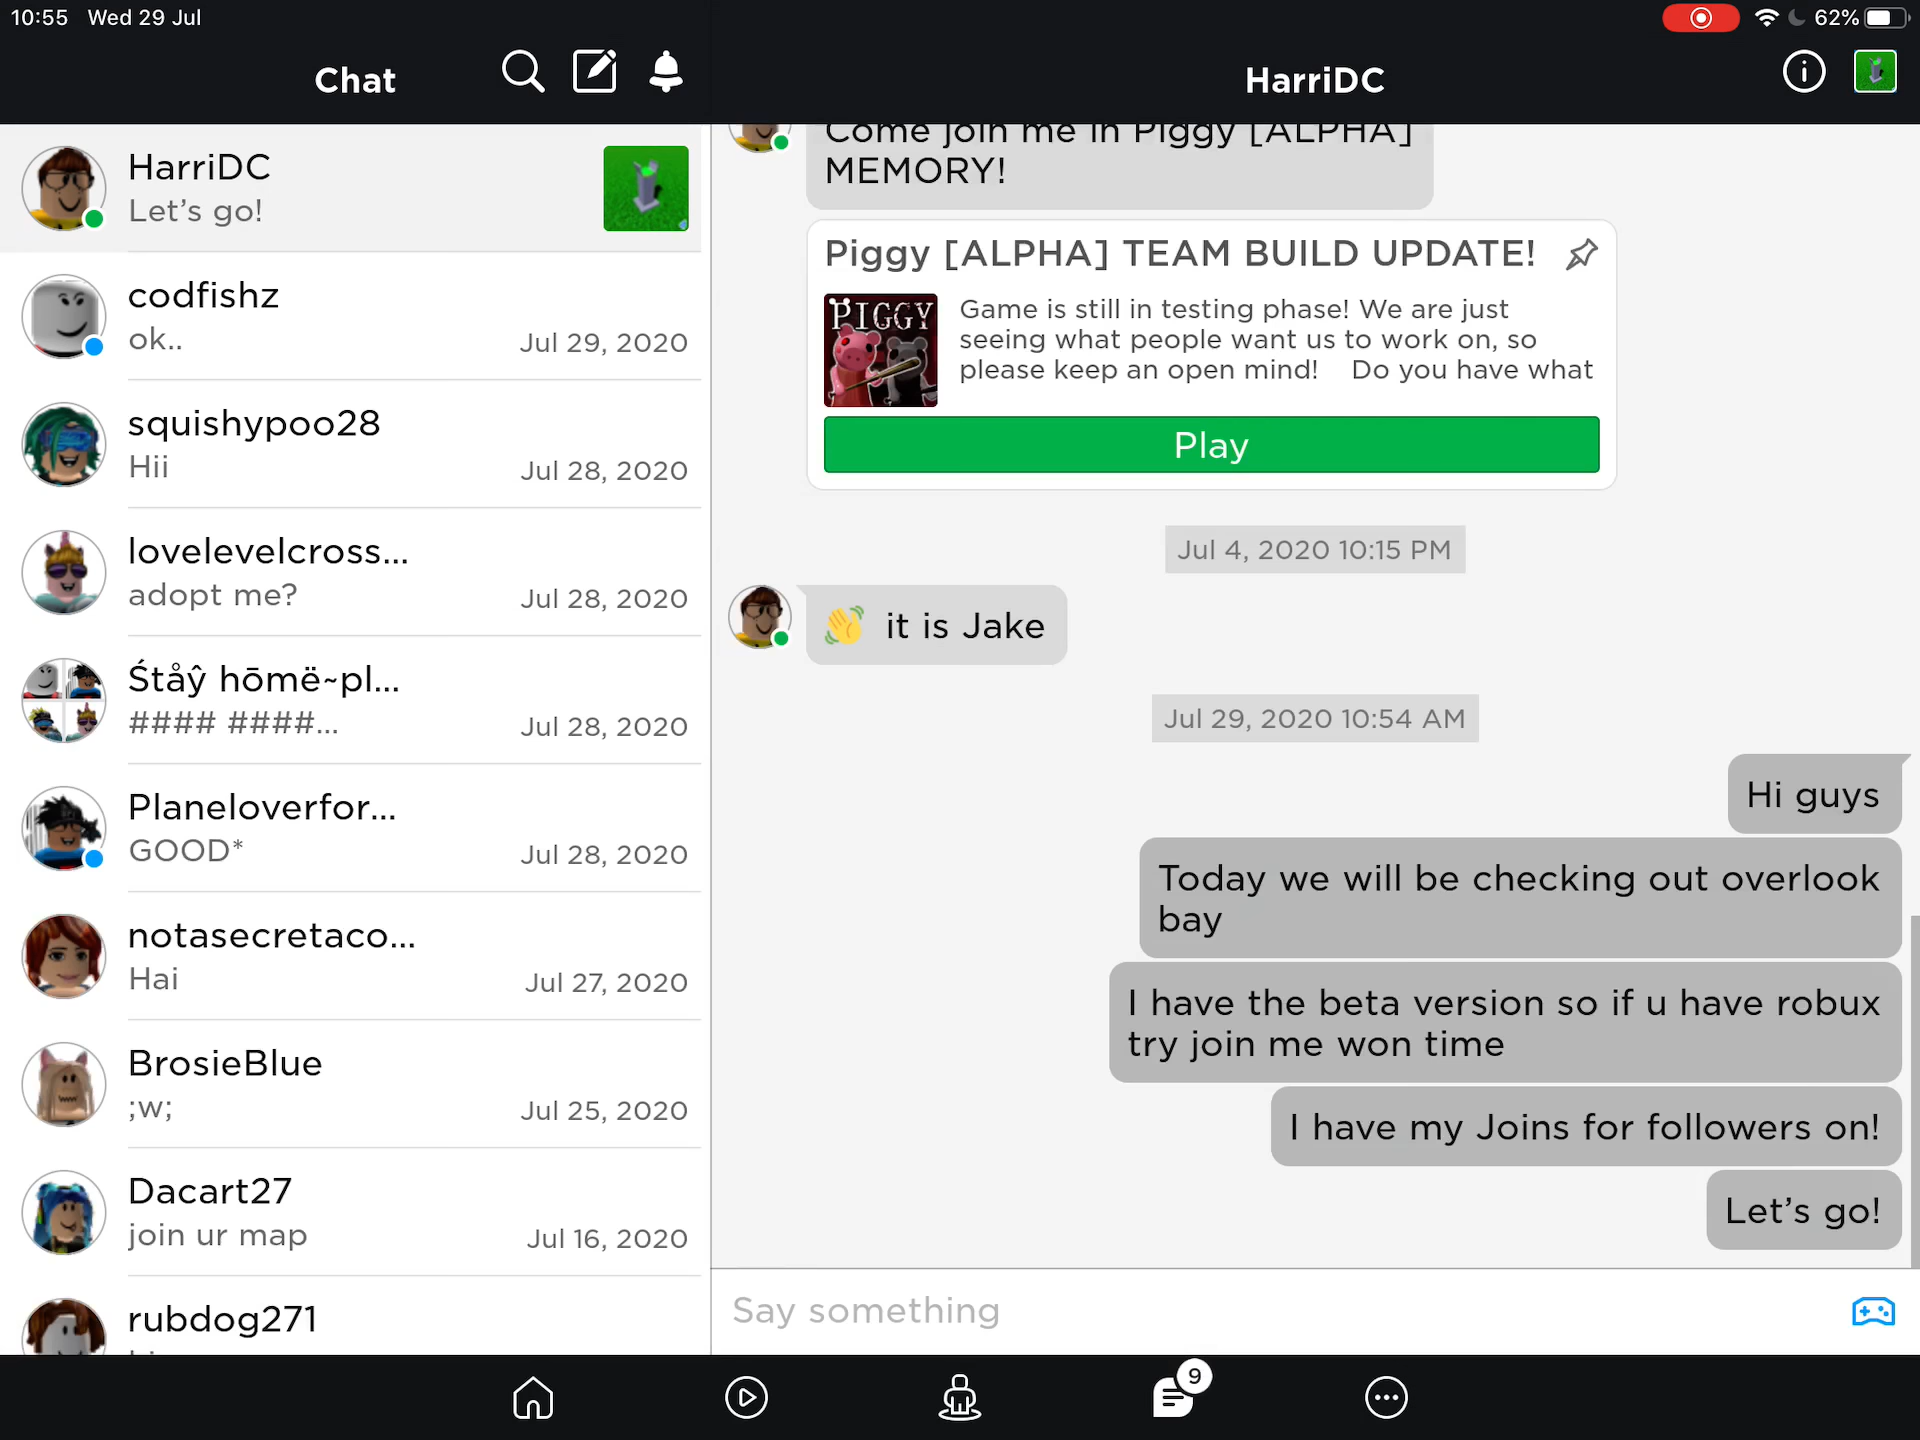 10:55 Wed 29 Jul
62%
Chat
HarriDC
HarriDC
Let's go!
codfishz
ok..
Jul 29, 2020
squishypoo28
Hii
Jul 28, 2020
lovelevelcross...
adopt me?
Jul 28, 2020
Śtåŷ hōmë~pl...
#### ####...
Jul 28, 2020
Planeloverfor...
GOOD*
Jul 28, 2020
notasecretaco...
Hai
Jul 27, 2020
BrosieBlue
;w;
Jul 25, 2020
Dacart27
join ur map
Jul 16, 2020
rubdog271
Come join me in Piggy [ALPHA]
MEMORY!
Piggy [ALPHA] TEAM BUILD UPDATE!
PIGGY
Game is still in testing phase! We are just
seeing what people want us to work on, so
please keep an open mind! Do you have what
Play
Jul 4, 2020 10:15 PM
👋 it is Jake
Jul 29, 2020 10:54 AM
Hi guys
Today we will be checking out overlook
bay
I have the beta version so if u have robux
try join me won time
I have my Joins for followers on!
Let's go!
Say something
9